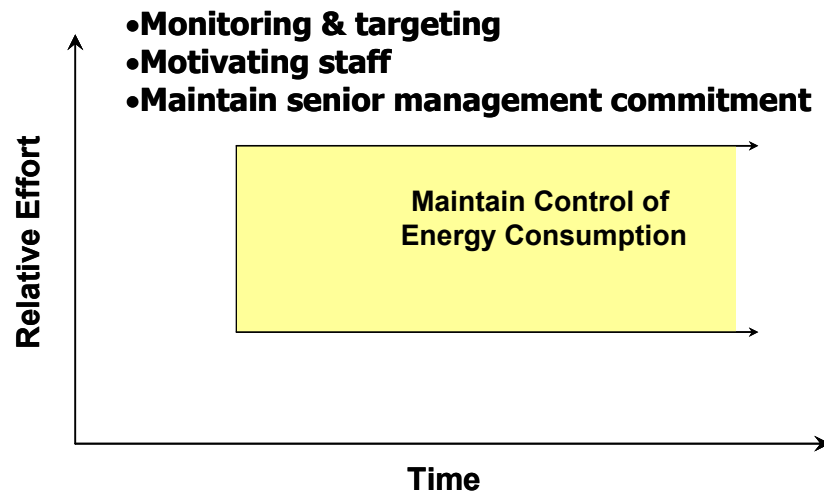 •Monitoring & targeting
•Motivating staff
•Maintain senior management commitment
Relative Effort
Maintain Control of
Energy Consumption
Time